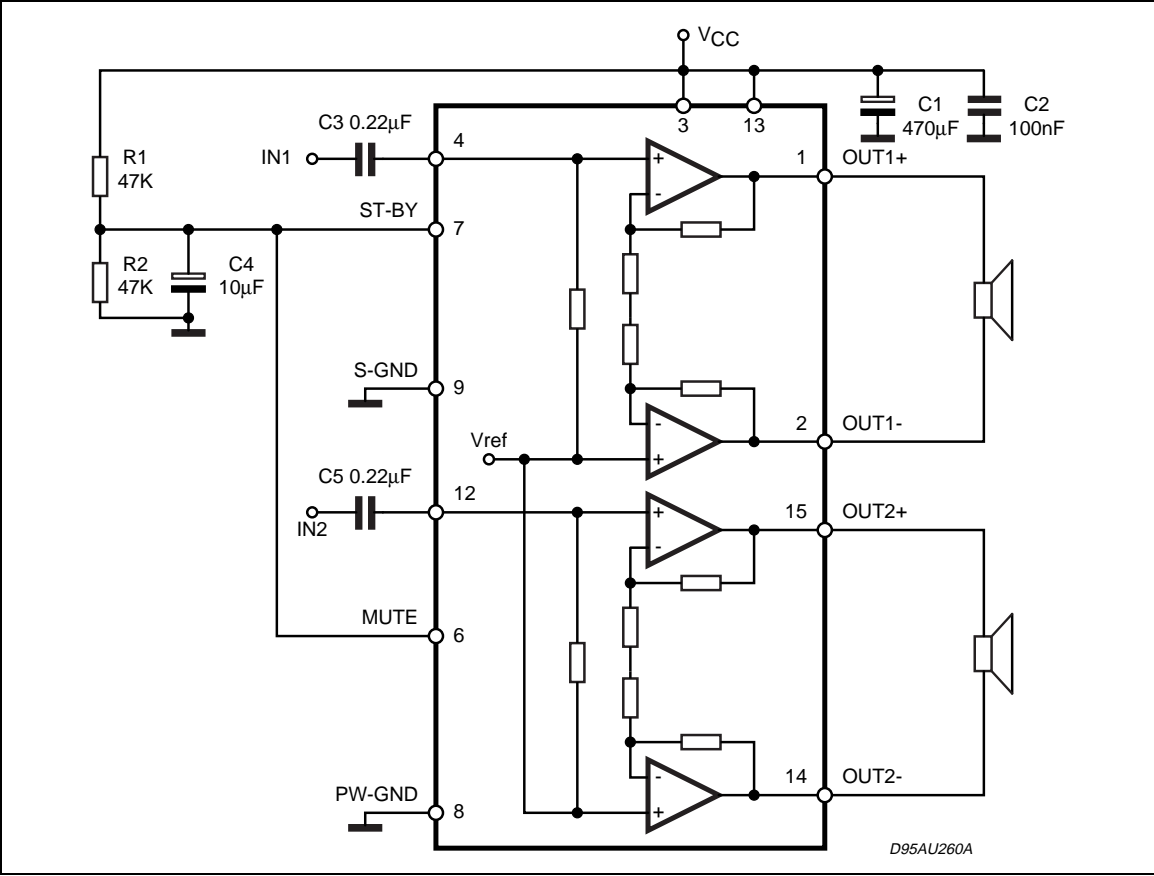 VCC
C3 0.22μF
4
3
13
C1
470μF
C2
100nF
IN1
+
-
1
OUT1+
R1
47K
ST-BY
7
R2
47K
C4
10μF
S-GND
9
-
+
2
OUT1-
Vref
C5 0.22μF
12
IN2
+
-
15
OUT2+
MUTE
6
-
+
14
OUT2-
PW-GND
8
D95AU260A